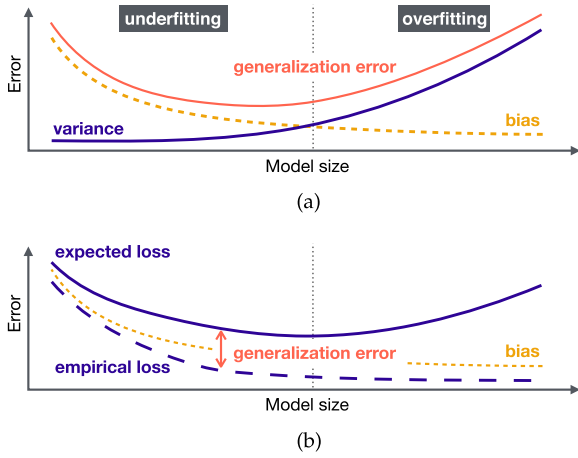 underfitting
overfitting
generalization error
variance
bias
Error
Model size
(a)
expected loss
generalization error
bias
empirical loss
Error
Model size
(b)